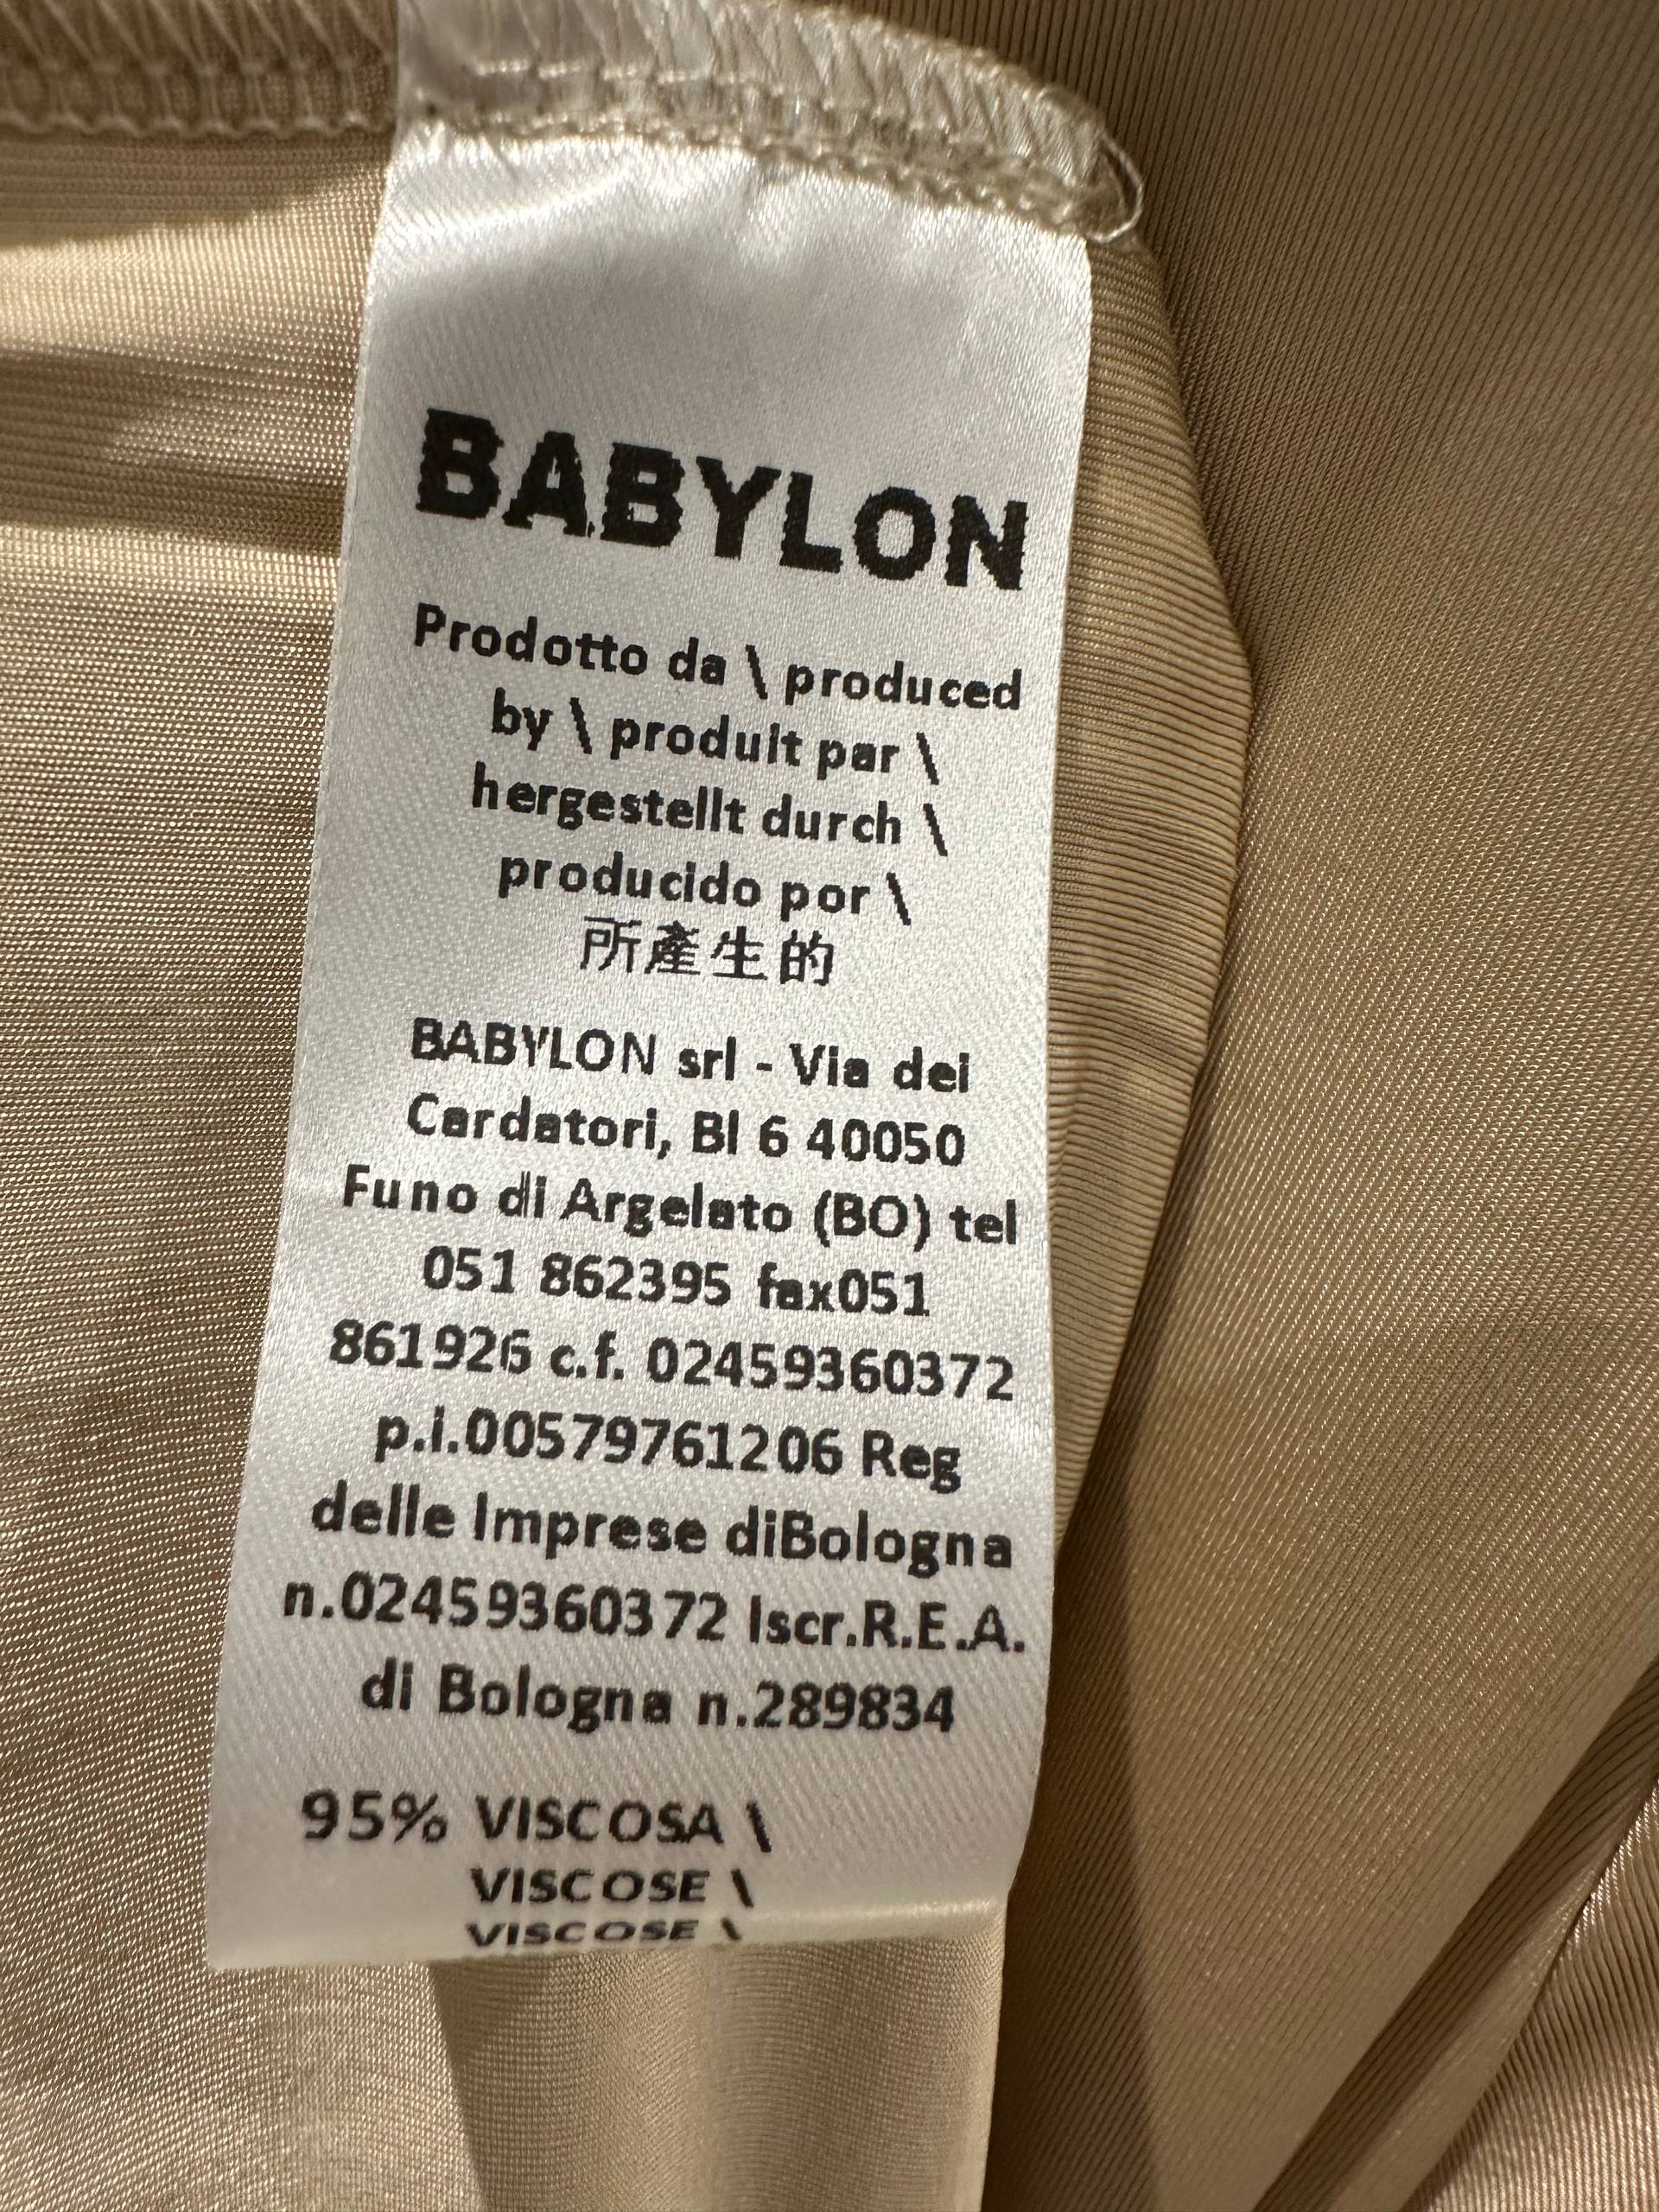 BABYLON
Prodotto da \ produced
by \ produit par \
hergestellt durch \
producido por \
所產生的
BABYLON srl - Via dei
Cardatori, Bl 6 40050
Funo di Argelato (BO) tel
051 862395 fax051
861926 c.f. 02459360372
p.i.00579761206 Reg
delle Imprese diBologna
n.02459360372 Iscr.R.E.A.
di Bologna n.289834
95% VISCOSA \
VISCOSE \
VISCOSE \